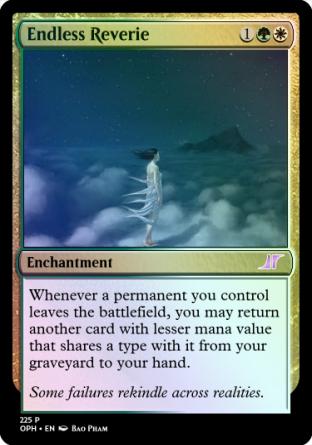 Endless Reverie 1
Enchantment
Whenever a permanent you control
leaves the battlefield, you may return
another card with lesser mana value
that shares a type with it from your
graveyard to your hand.
Some failures rekindle across realities.
225 P
OPH • EN BAO PHAM